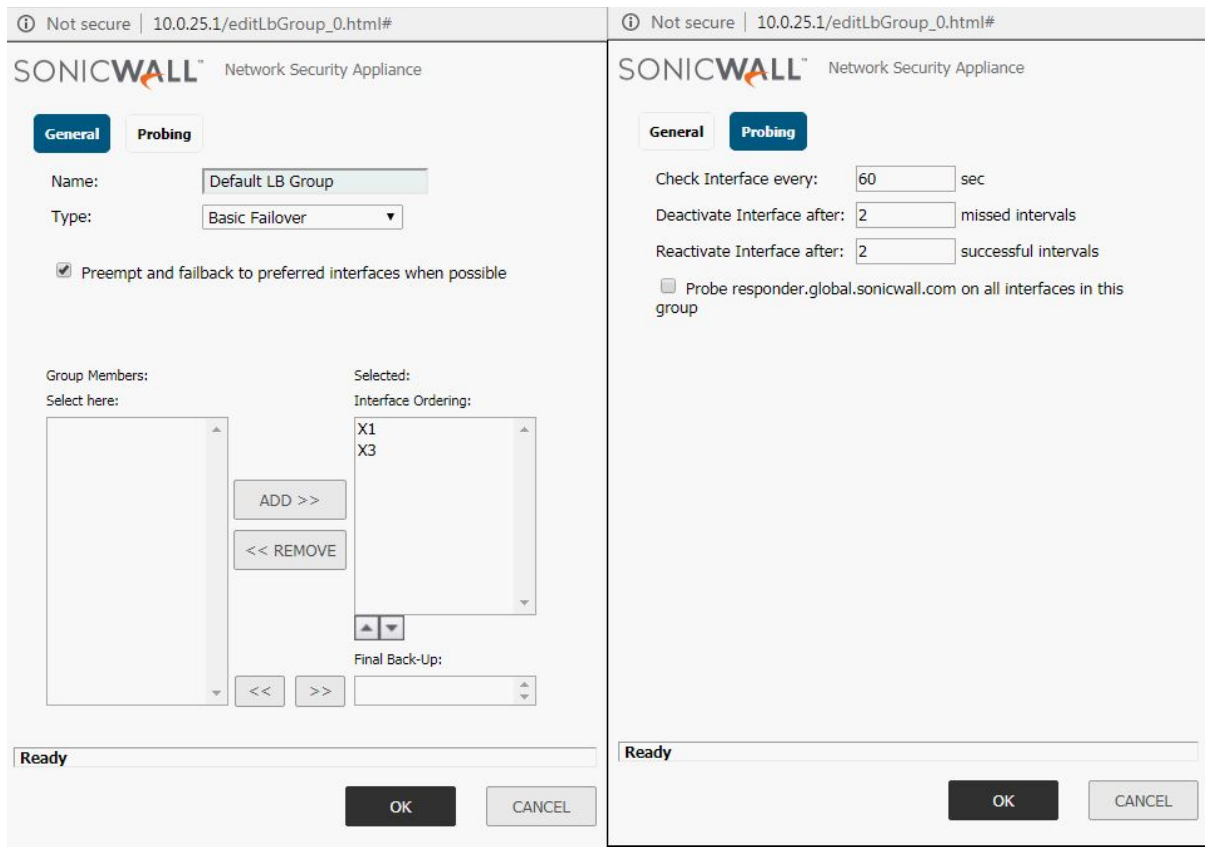 Not secure | 10.0.25.1/editLbGroup_0.html#
SONICWALL™ Network Security Appliance
General Probing
Name: Default LB Group
Type: Basic Failover
Preempt and failback to preferred interfaces when possible
Group Members: Selected:
Select here: Interface Ordering:
X1
X3
ADD >>
<< REMOVE
Final Back-Up:
<< >>
Ready
OK CANCEL
Not secure | 10.0.25.1/editLbGroup_0.html#
SONICWALL™ Network Security Appliance
General Probing
Check Interface every: 60 sec
Deactivate Interface after: 2 missed intervals
Reactivate Interface after: 2 successful intervals
Probe responder.global.sonicwall.com on all interfaces in this
group
Ready
OK CANCEL